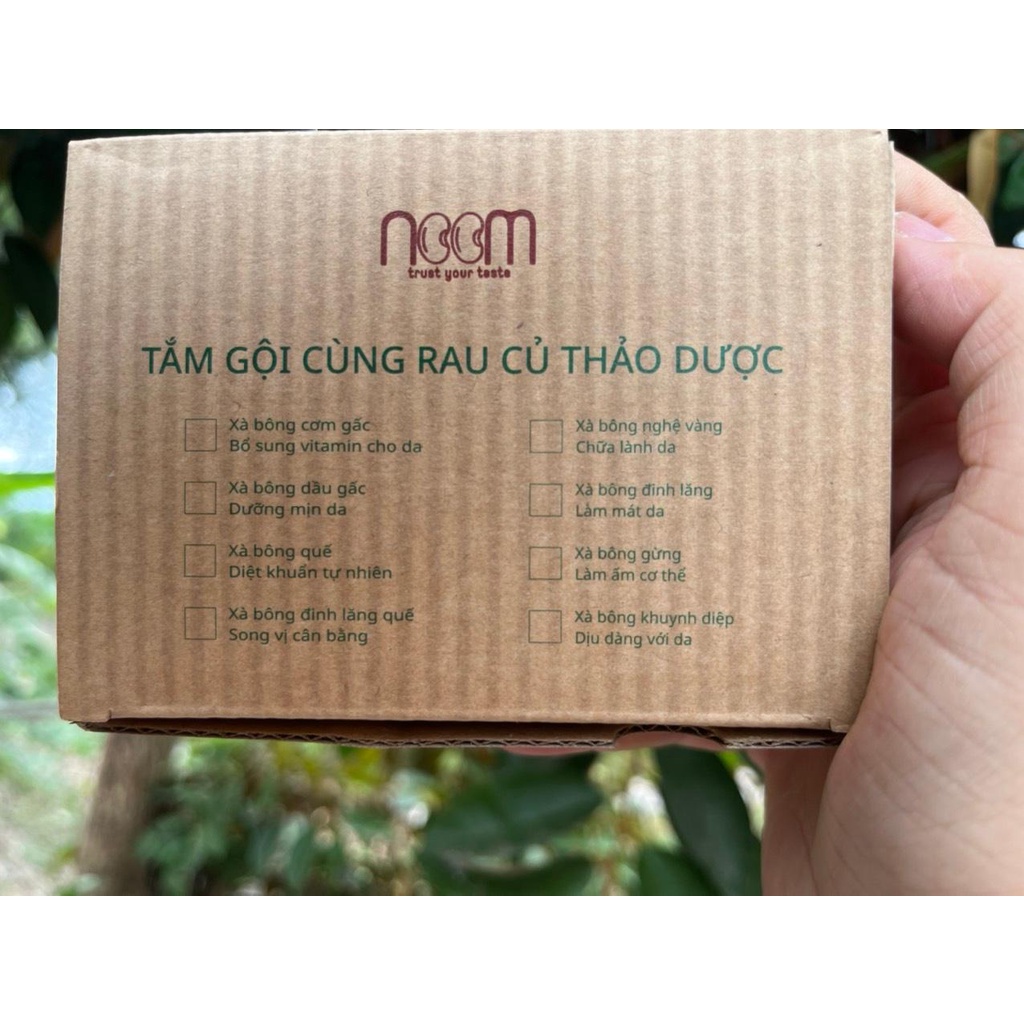 noom
trust your taste
TẮM GỘI CÙNG RAU CỦ THẢO DƯỢC
Xà bông cơm gấc
Bổ sung vitamin cho da
Xà bông dầu gấc
Dưỡng mịn da
Xà bông quế
Diệt khuẩn tự nhiên
Xà bông đinh lăng quế
Song vị cân bằng
Xà bông nghệ vàng
Chữa lành da
Xà bông đinh lăng
Làm mát da
Xà bông gừng
Làm ấm cơ thể
Xà bông khuynh diệp
Dịu dàng với da